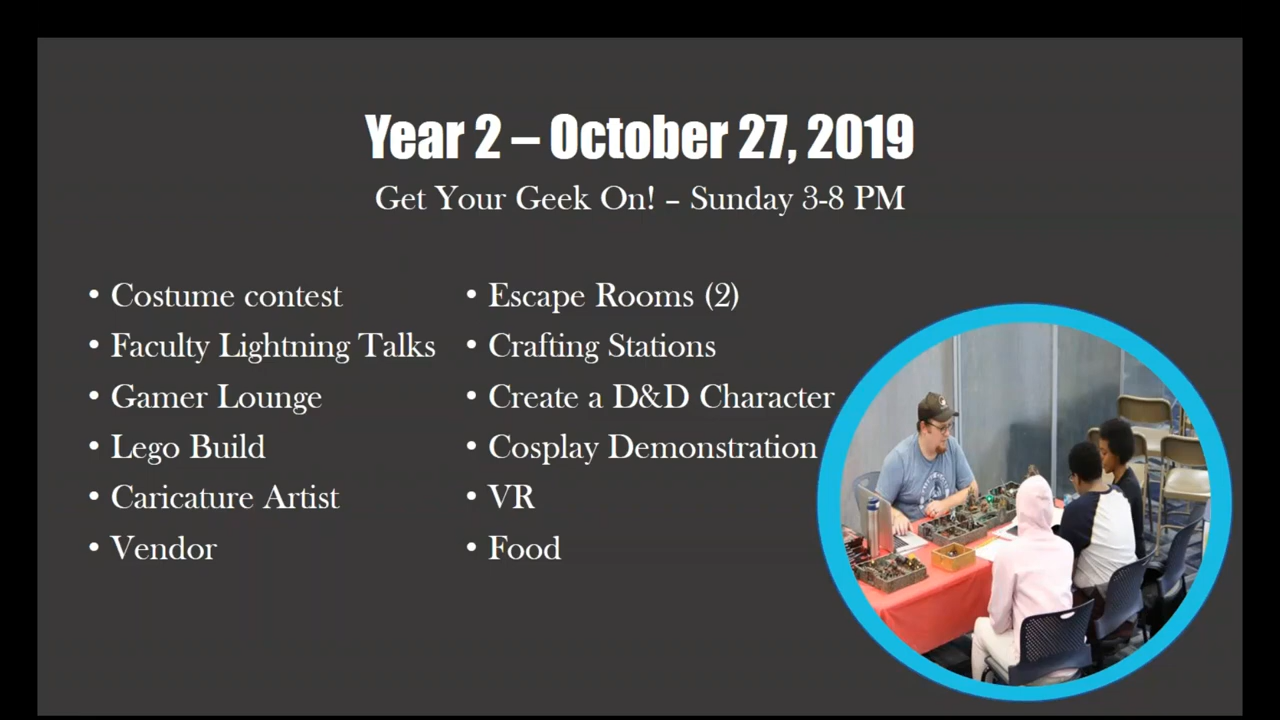 Year 2 – October 27, 2019
Get Your Geek On! – Sunday 3-8 PM
• Costume contest
• Faculty Lightning Talks
• Gamer Lounge
• Lego Build
• Caricature Artist
• Vendor
• Escape Rooms (2)
• Crafting Stations
• Create a D&D Character
• Cosplay Demonstration
• VR
• Food